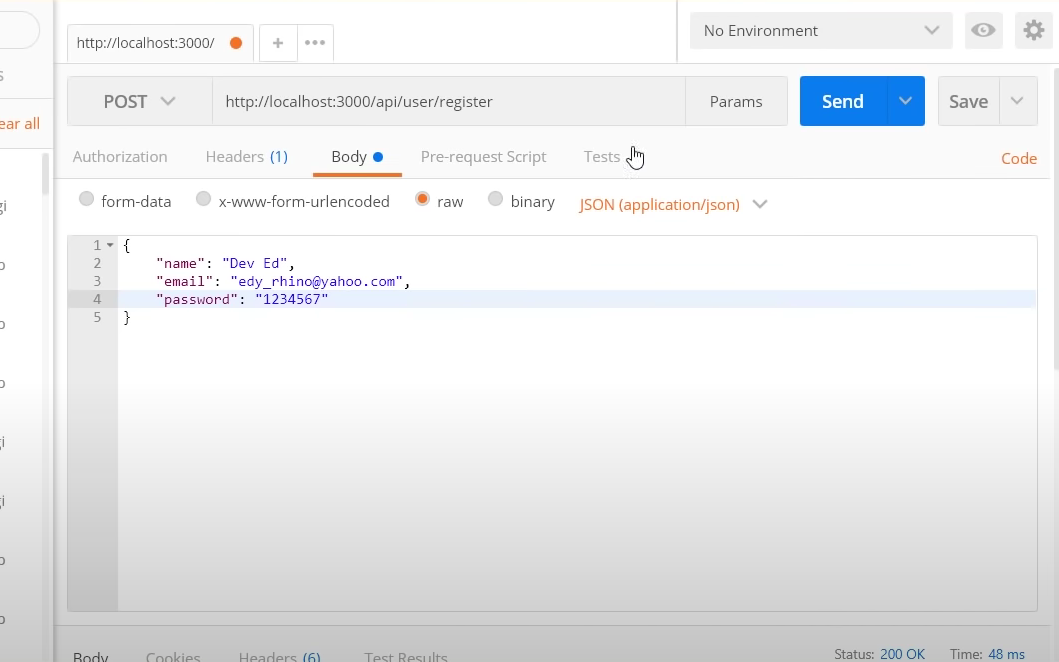 http://localhost:3000/
No Environment
POST http://localhost:3000/api/user/register Params Send Save
ear all
Authorization Headers (1) Body Pre-request Script Tests Code
form-data x-www-form-urlencoded raw binary JSON (application/json)
1 {
2 "name": "Dev Ed",
3 "email": "edy_rhino@yahoo.com",
4 "password": "1234567"
5 }
Body Cookies Headers (6) Test Results Status: 200 OK Time: 48 ms